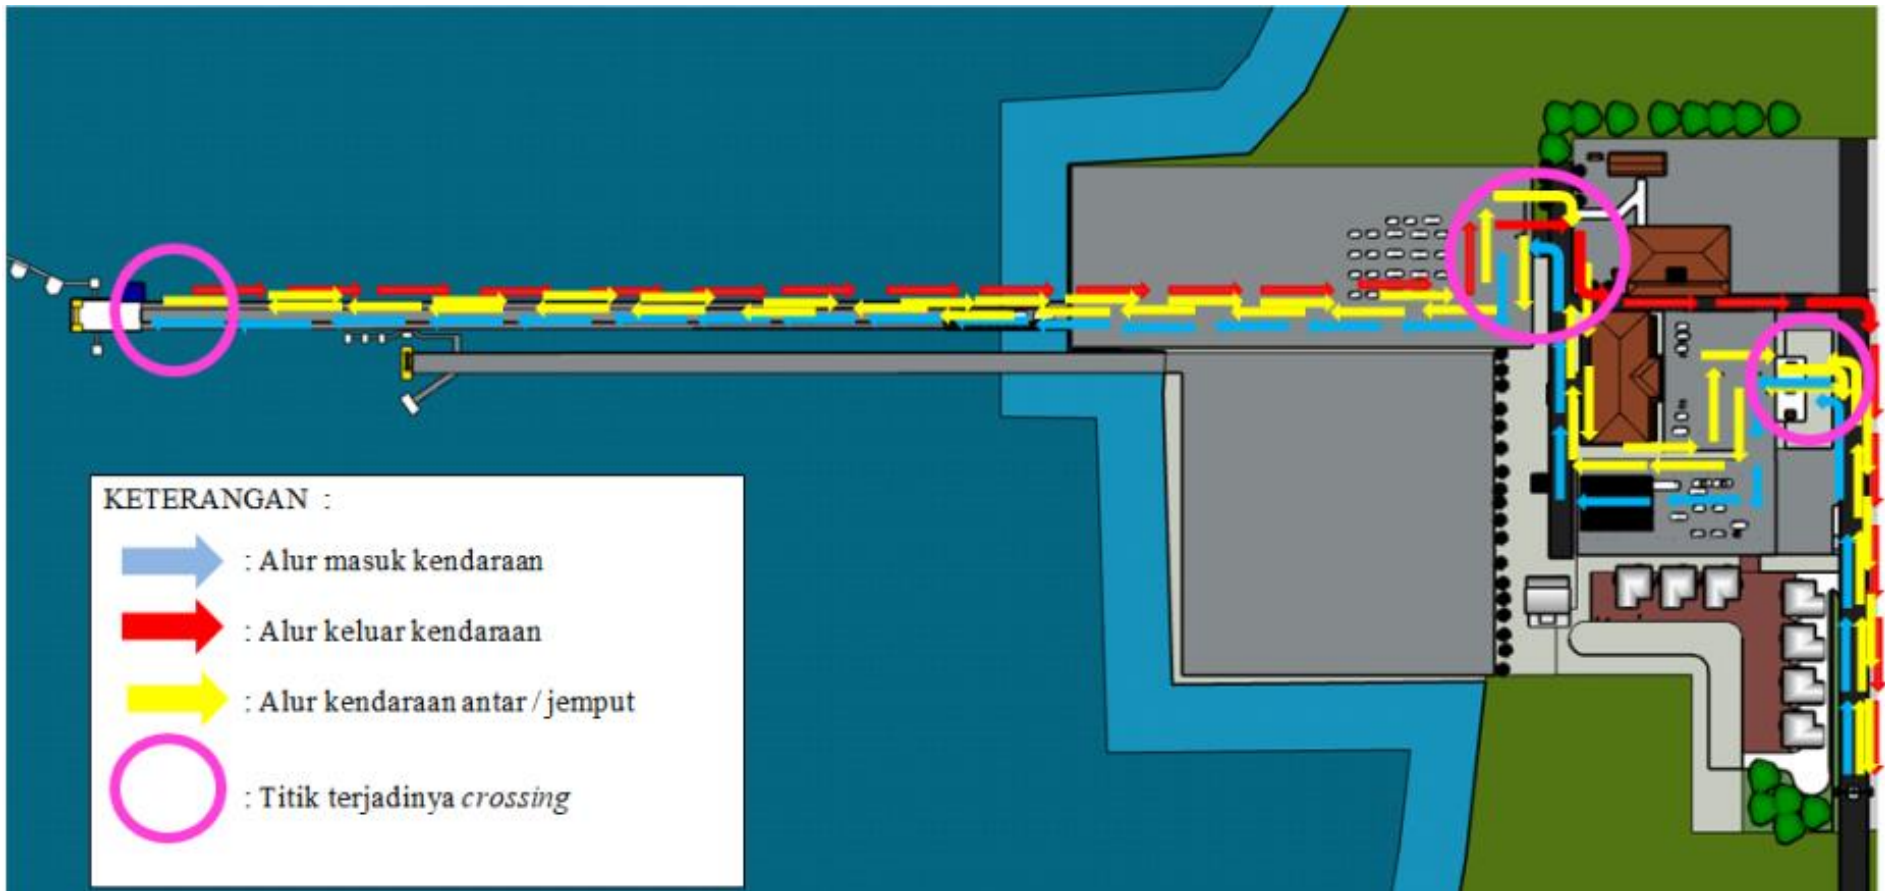 KETERANGAN :
: Alur masuk kendaraan
: Alur keluar kendaraan
: Alur kendaraan antar / jemput
: Titik terjadinya crossing